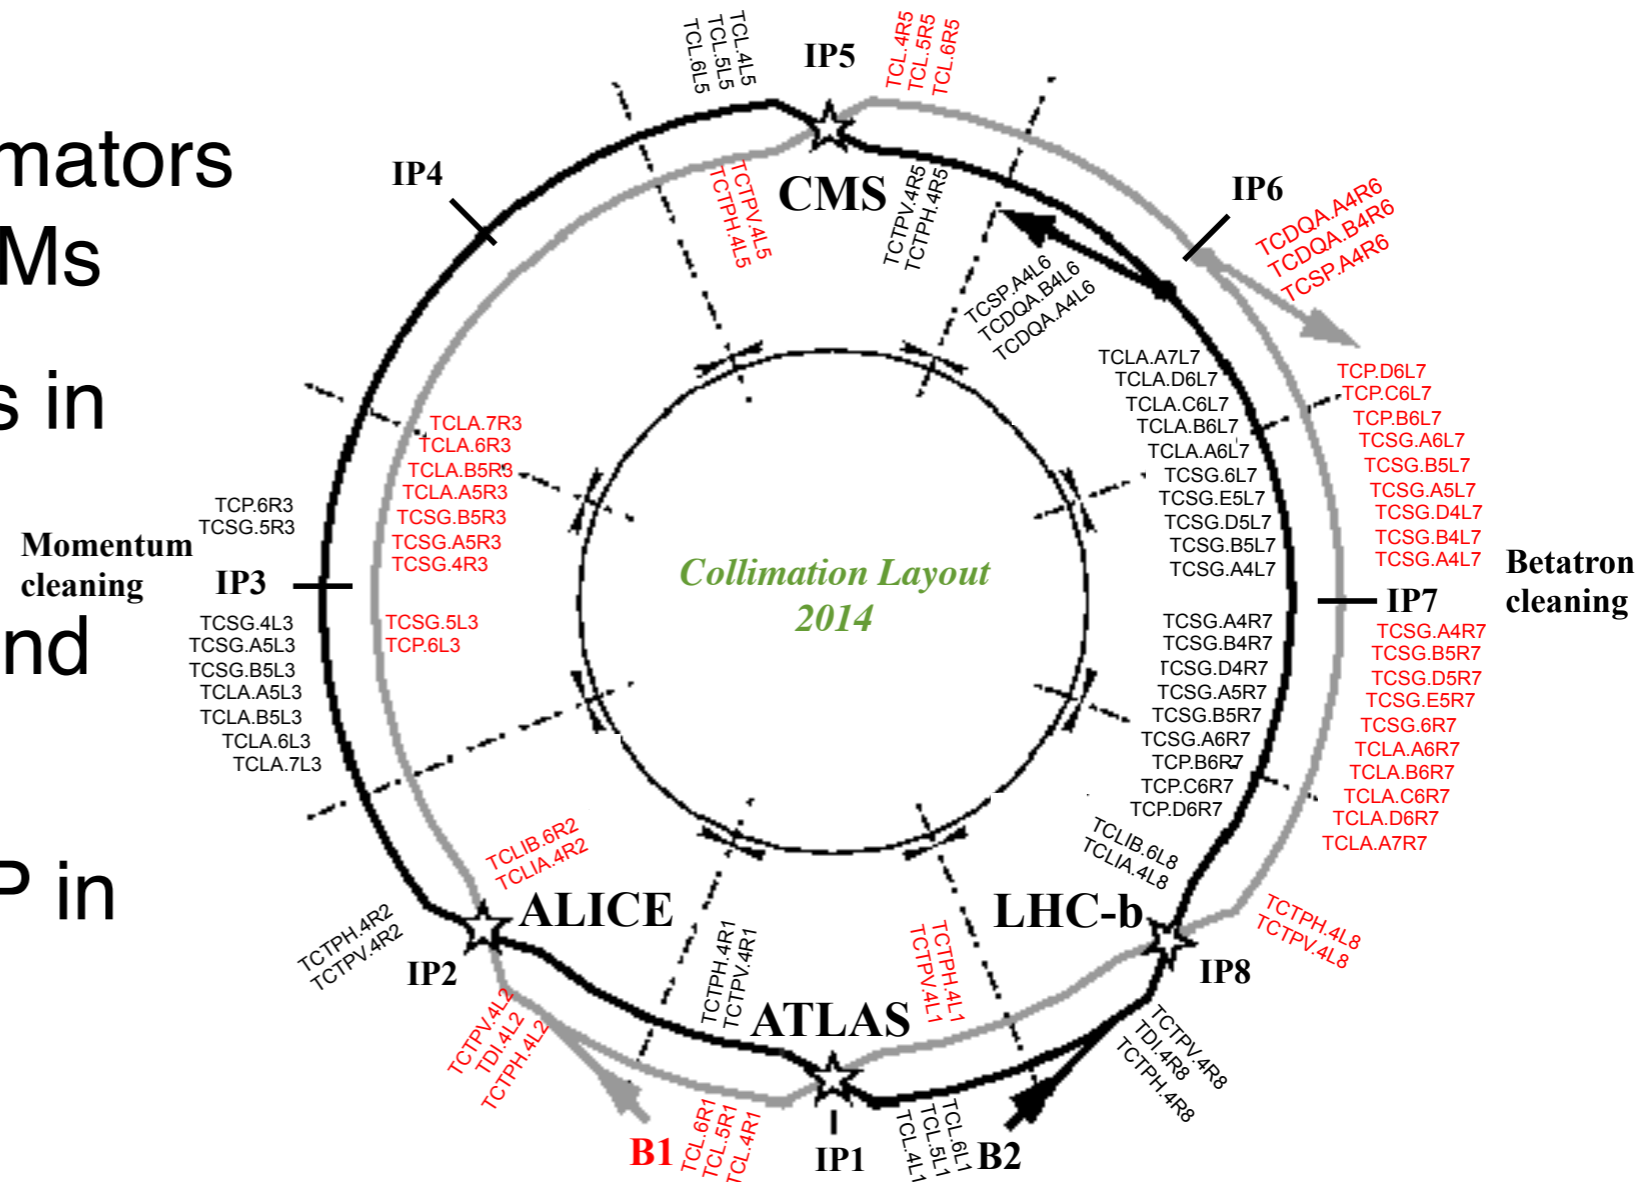 mators
Ms
s in
nd
P in
TCL.6L5
TCL.5L5
TCL.4L5
IP5
TCL.4R5
TCL.5R5
TCL.6R5
IP4
TCTPH.4L5
TCTPV.4L5
CMS
TCTPV.4R5
TCTPH.4R5
IP6
TCDQA.A4R6
TCDQA.B4R6
TCSP.A4R6
TCSP.A4L6
TCDQA.B4L6
TCDQA.A4L6
TCLA.A7L7
TCLA.D6L7
TCLA.C6L7
TCLA.B6L7
TCLA.A6L7
TCSG.6L7
TCSG.E5L7
TCSG.D5L7
TCSG.B5L7
TCSG.A4L7
TCP.D6L7
TCP.C6L7
TCP.B6L7
TCSG.A6L7
TCSG.B5L7
TCSG.A5L7
TCSG.D4L7
TCSG.B4L7
TCSG.A4L7
TCLA.7R3
TCLA.6R3
TCLA.B5R3
TCLA.A5R3
TCSG.B5R3
TCSG.A5R3
TCSG.4R3
TCP.6R3
TCSG.5R3
Momentum
cleaning
IP3
Collimation Layout
2014
IP7
Betatron
cleaning
TCSG.4L3
TCSG.A5L3
TCSG.B5L3
TCLA.A5L3
TCLA.B5L3
TCLA.6L3
TCLA.7L3
TCSG.5L3
TCP.6L3
TCSG.A4R7
TCSG.B4R7
TCSG.D4R7
TCSG.A5R7
TCSG.B5R7
TCSG.A6R7
TCP.B6R7
TCP.C6R7
TCP.D6R7
TCSG.A4R7
TCSG.B5R7
TCSG.D5R7
TCSG.E5R7
TCSG.6R7
TCLA.A6R7
TCLA.B6R7
TCLA.C6R7
TCLA.D6R7
TCLA.A7R7
TCLIB.6R2
TCLIA.4R2
TCLIB.6L8
TCLIA.4L8
ALICE
LHC-b
TCTPH.4R2
TCTPV.4R2
IP2
TCTPH.4R1
TCTPV.4R1
TCTPH.4L1
TCTPV.4L1
TCTPH.4L8
TCTPV.4L8
IP8
TCTPV.4L2
TDI.4L2
TCTPH.4L2
ATLAS
TCTPV.4R8
TDI.4R8
TCTPH.4R8
B1
TCL.6R1
TCL.5R1
TCL.4R1
IP1
TCL.4L1
TCL.5L1
TCL.6L1
B2